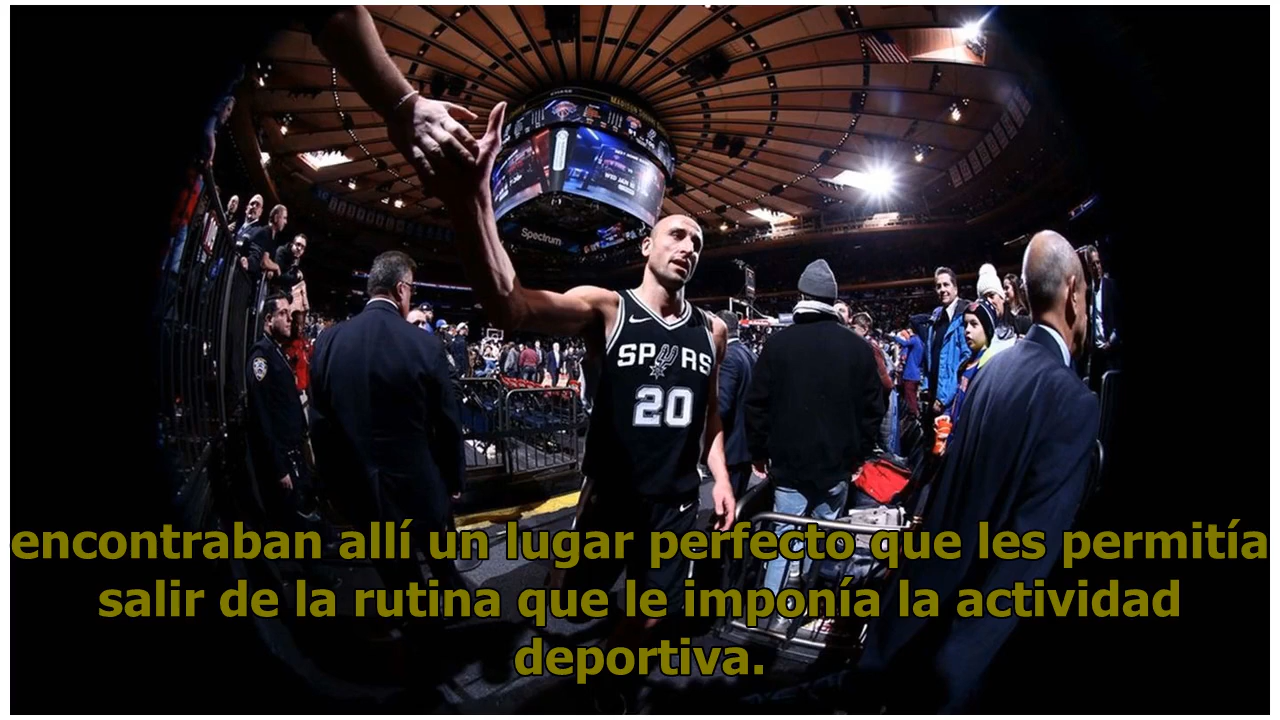 MADISON
Spectrum
SPURS
20
encontraban allí un lugar perfecto que les permitía
salir de la rutina que le imponía la actividad
deportiva.